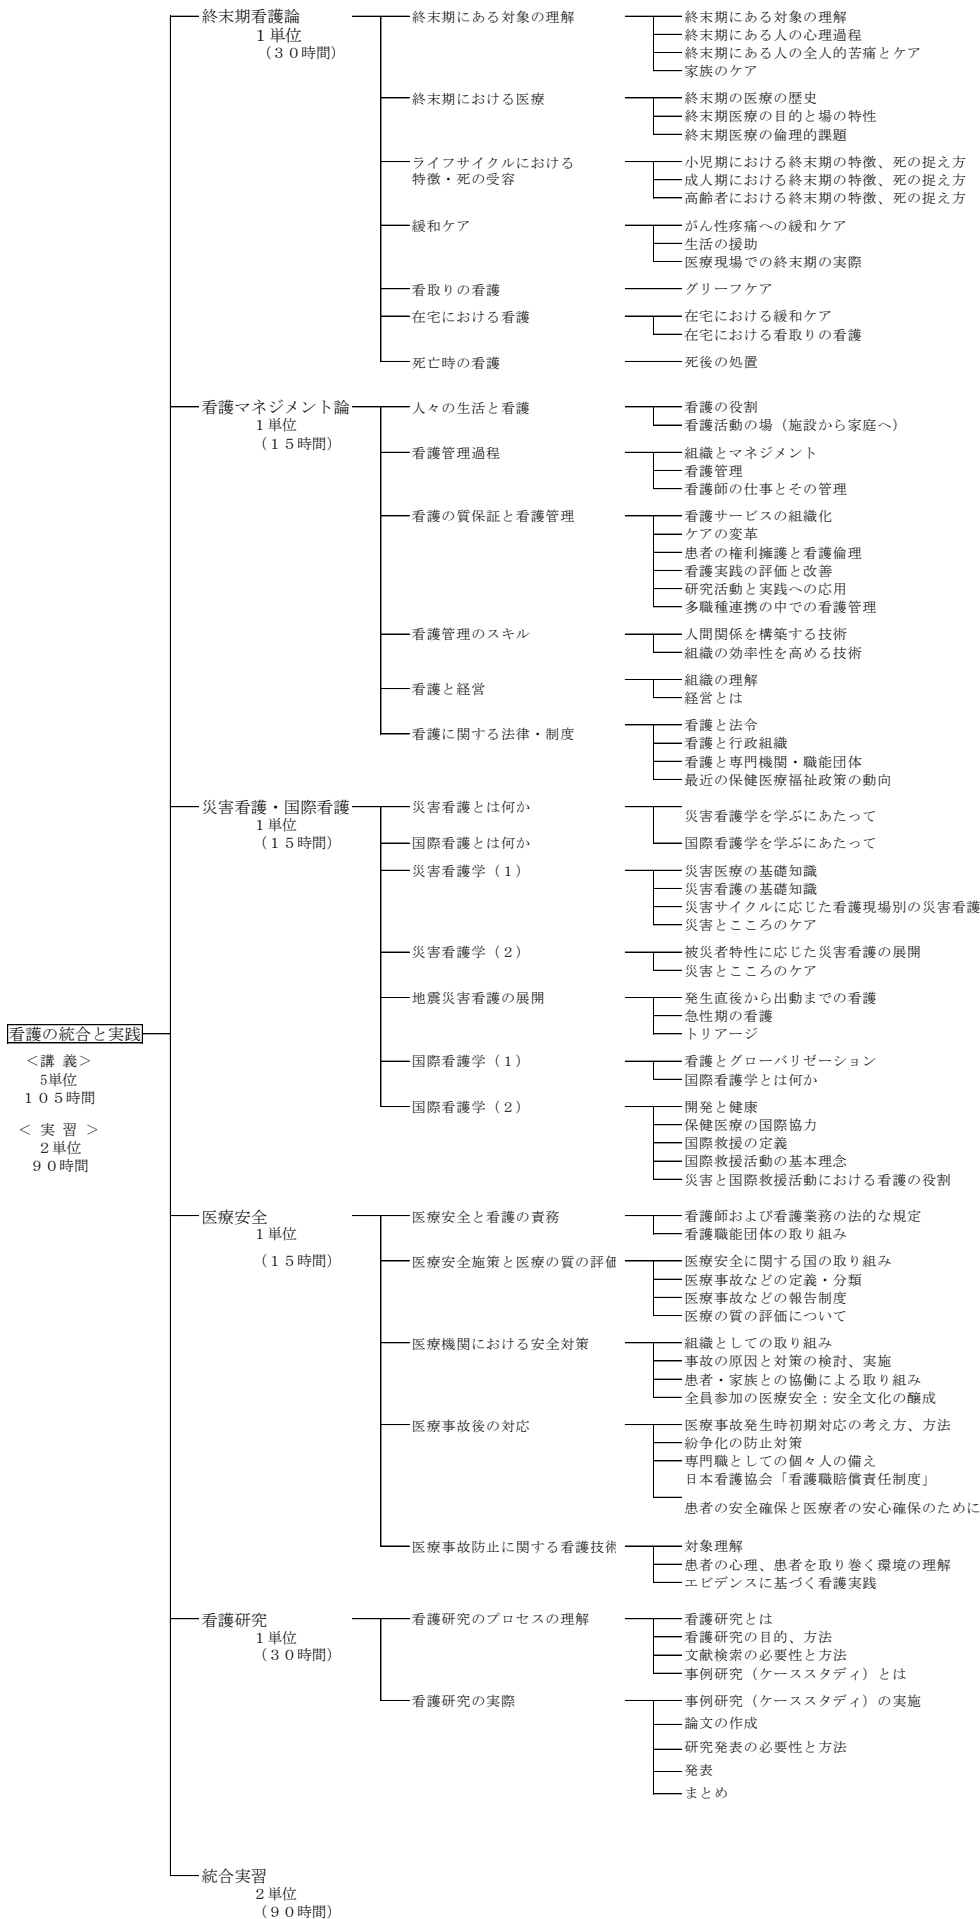 看護の統合と実践
＜講 義＞
5単位
１０５時間
＜ 実 習 ＞
２単位
９０時間
終末期看護論
１単位
（３０時間）
終末期にある対象の理解
終末期にある対象の理解
終末期にある人の心理過程
終末期にある人の全人的苦痛とケア
家族のケア
終末期における医療
終末期の医療の歴史
終末期医療の目的と場の特性
終末期医療の倫理的課題
ライフサイクルにおける
特徴・死の受容
小児期における終末期の特徴、死の捉え方
成人期における終末期の特徴、死の捉え方
高齢者における終末期の特徴、死の捉え方
緩和ケア
がん性疼痛への緩和ケア
生活の援助
医療現場での終末期の実際
看取りの看護
グリーフケア
在宅における看護
在宅における緩和ケア
在宅における看取りの看護
死亡時の看護
死後の処置
看護マネジメント論
１単位
（１５時間）
人々の生活と看護
看護の役割
看護活動の場（施設から家庭へ）
看護管理過程
組織とマネジメント
看護管理
看護師の仕事とその管理
看護の質保証と看護管理
看護サービスの組織化
ケアの変革
患者の権利擁護と看護倫理
看護実践の評価と改善
研究活動と実践への応用
多職種連携の中での看護管理
看護管理のスキル
人間関係を構築する技術
組織の効率性を高める技術
看護と経営
組織の理解
経営とは
看護に関する法律・制度
看護と法令
看護と行政組織
看護と専門機関・職能団体
最近の保健医療福祉政策の動向
災害看護・国際看護
１単位
（１５時間）
災害看護とは何か
災害看護学を学ぶにあたって
国際看護とは何か
国際看護学を学ぶにあたって
災害看護学（１）
災害医療の基礎知識
災害看護の基礎知識
災害サイクルに応じた看護現場別の災害看護
災害とこころのケア
災害看護学（２）
被災者特性に応じた災害看護の展開
災害とこころのケア
地震災害看護の展開
発生直後から出動までの看護
急性期の看護
トリアージ
国際看護学（１）
看護とグローバリゼーション
国際看護学とは何か
国際看護学（２）
開発と健康
保健医療の国際協力
国際救援の定義
国際救援活動の基本理念
災害と国際救援活動における看護の役割
医療安全
１単位
（１５時間）
医療安全と看護の責務
看護師および看護業務の法的な規定
看護職能団体の取り組み
医療安全施策と医療の質の評価
医療安全に関する国の取り組み
医療事故などの定義・分類
医療事故などの報告制度
医療の質の評価について
医療機関における安全対策
組織としての取り組み
事故の原因と対策の検討、実施
患者・家族との協働による取り組み
全員参加の医療安全：安全文化の醸成
医療事故後の対応
医療事故発生時初期対応の考え方、方法
紛争化の防止対策
専門職としての個々人の備え
日本看護協会「看護職賠償責任制度」
患者の安全確保と医療者の安心確保のために
医療事故防止に関する看護技術
対象理解
患者の心理、患者を取り巻く環境の理解
エビデンスに基づく看護実践
看護研究
１単位
（３０時間）
看護研究のプロセスの理解
看護研究とは
看護研究の目的、方法
文献検索の必要性と方法
事例研究（ケーススタディ）とは
看護研究の実際
事例研究（ケーススタディ）の実施
論文の作成
研究発表の必要性と方法
発表
まとめ
統合実習
２単位
（９０時間）